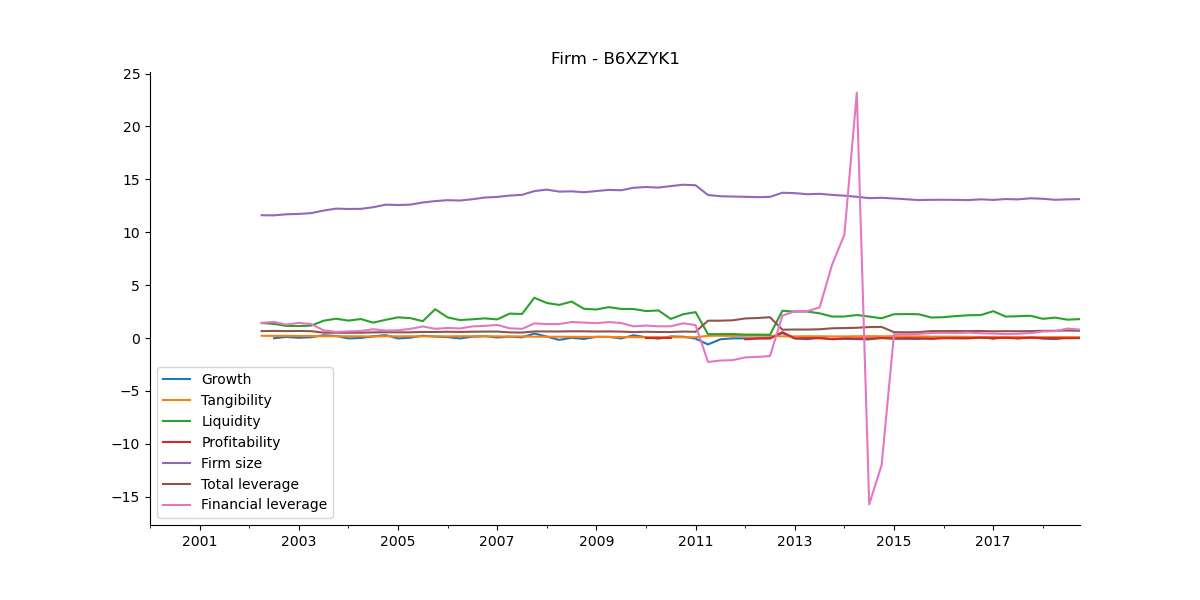 Firm - B6XZYK1
25
20
15
10
5
0
−5
−10
−15
Growth
Tangibility
Liquidity
Profitability
Firm size
Total leverage
Financial leverage
2001 2003 2005 2007 2009 2011 2013 2015 2017